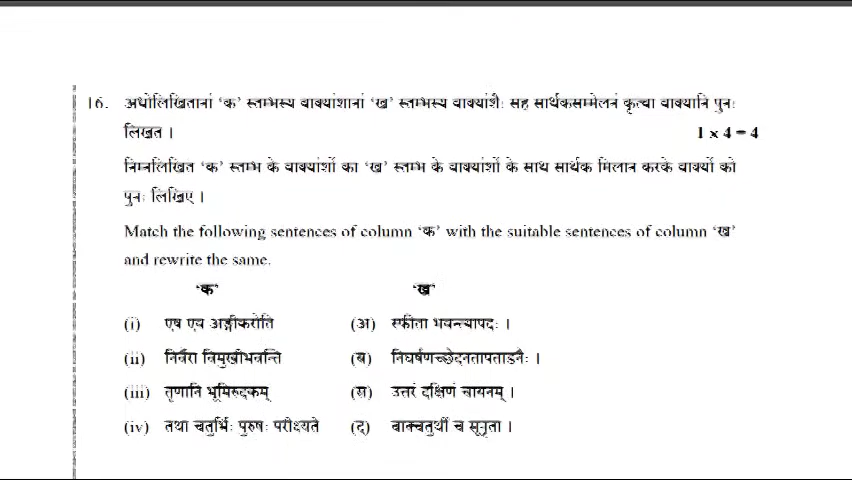 16. अधोलिखितानां ‘क’ स्तम्भस्य वाक्यांशानां ‘ख’ स्तम्भस्य वाक्यांशैः सह सार्थकसम्मेलनं कृत्वा वाक्यानि पुनः
लिखत । 1 x 4 = 4
निम्नलिखित ‘क’ स्तम्भ के वाक्यांशों का ‘ख’ स्तम्भ के वाक्यांशों के साथ सार्थक मिलान करके वाक्यों को
पुनः लिखिए ।
Match the following sentences of column ‘क’ with the suitable sentences of column ‘ख’
and rewrite the same.
‘क’ ‘ख’
(i) एष एव अङ्गीकरोति (अ) स्फीता भवन्त्यापदः ।
(ii) निर्वैरा विमुखीभवन्ति (ब) निघर्षणच्छेदनतापताडनैः ।
(iii) तृणानि भूमिरुदकम् (स) उत्तरं दक्षिणं चायनम् ।
(iv) तथा चतुर्भिः पुरुषः परीक्ष्यते (द) वाक्चतुर्थी च सूनृता ।